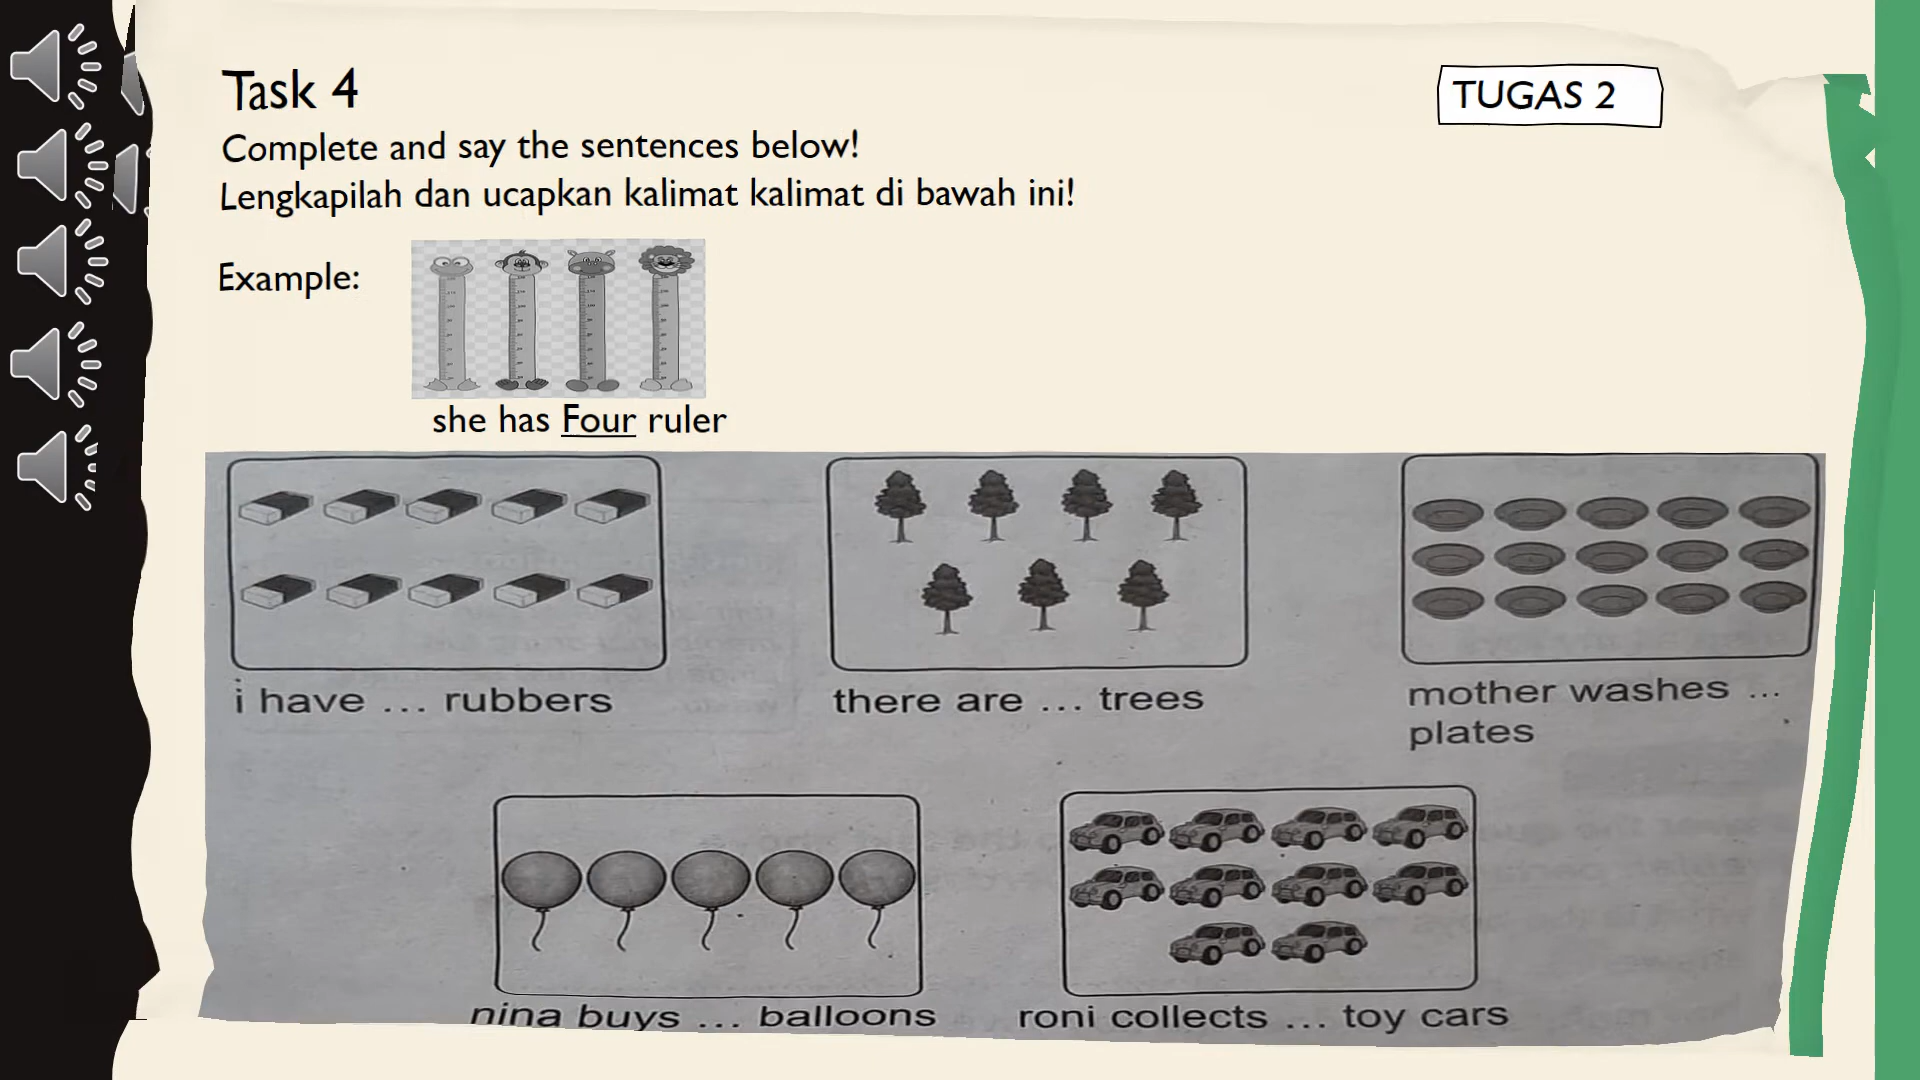 Task 4
TUGAS 2
Complete and say the sentences below!
Lengkapilah dan ucapkan kalimat kalimat di bawah ini!
Example:
she has Four ruler
i have ... rubbers
there are ... trees
mother washes ...
plates
nina buys ... balloons
roni collects ... toy cars